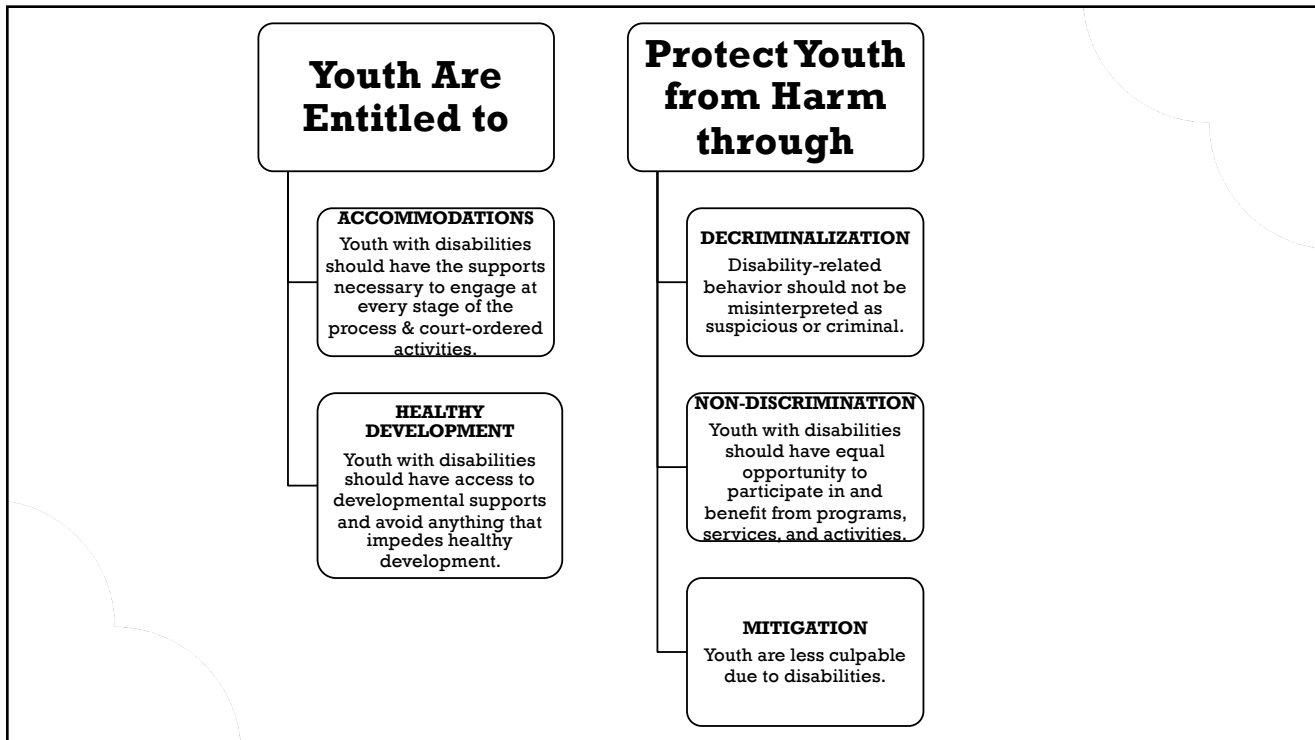 Youth Are
Entitled to
ACCOMMODATIONS
Youth with disabilities
should have the supports
necessary to engage at
every stage of the
process & court-ordered
activities.
HEALTHY
DEVELOPMENT
Youth with disabilities
should have access to
developmental supports
and avoid anything that
impedes healthy
development.
Protect Youth
from Harm
through
DECRIMINALIZATION
Disability-related
behavior should not be
misinterpreted as
suspicious or criminal.
NON-DISCRIMINATION
Youth with disabilities
should have equal
opportunity to
participate in and
benefit from programs,
services, and activities.
MITIGATION
Youth are less culpable
due to disabilities.